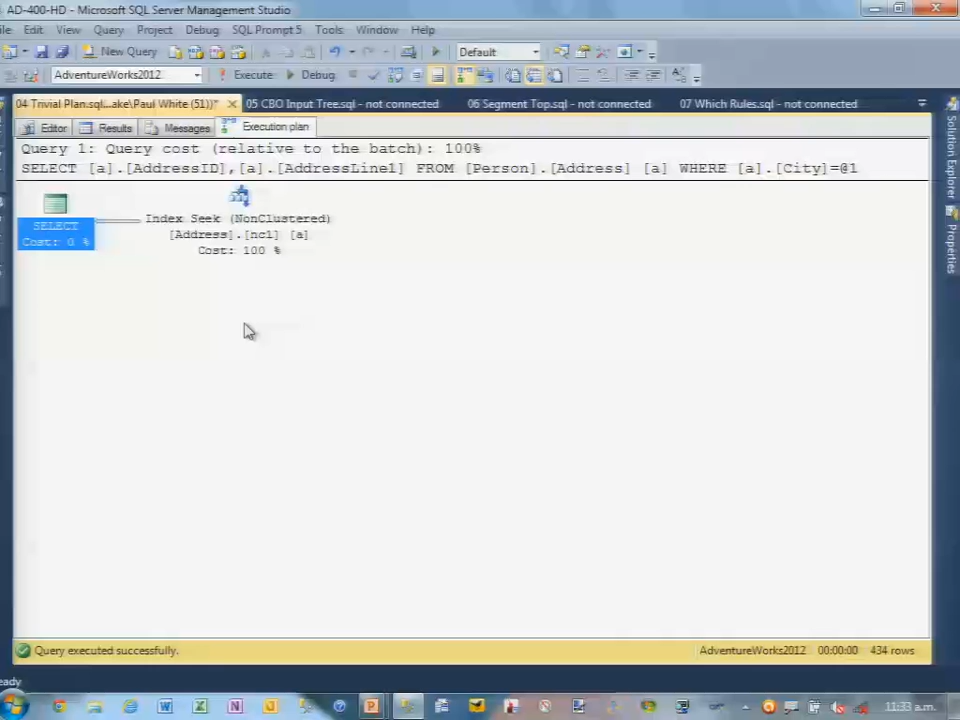 AD-400-HD - Microsoft SQL Server Management Studio
ile Edit View Query Project Debug SQL Prompt 5 Tools Window Help
New Query Default
AdventureWorks2012 Execute Debug
04 Trivial Plan.sql...ake\Paul White (51))* 05 CBO Input Tree.sql - not connected 06 Segment Top.sql - not connected 07 Which Rules.sql - not connected
Editor Results Messages Execution plan
Query 1: Query cost (relative to the batch): 100%
SELECT [a].[AddressID],[a].[AddressLine1] FROM [Person].[Address] [a] WHERE [a].[City]=@1
SELECT
Cost: 0 %
Index Seek (NonClustered)
[Address].[nc1] [a]
Cost: 100 %
Solution Explorer
Properties
Query executed successfully. AdventureWorks2012 00:00:00 434 rows
eady
11:33 a.m.